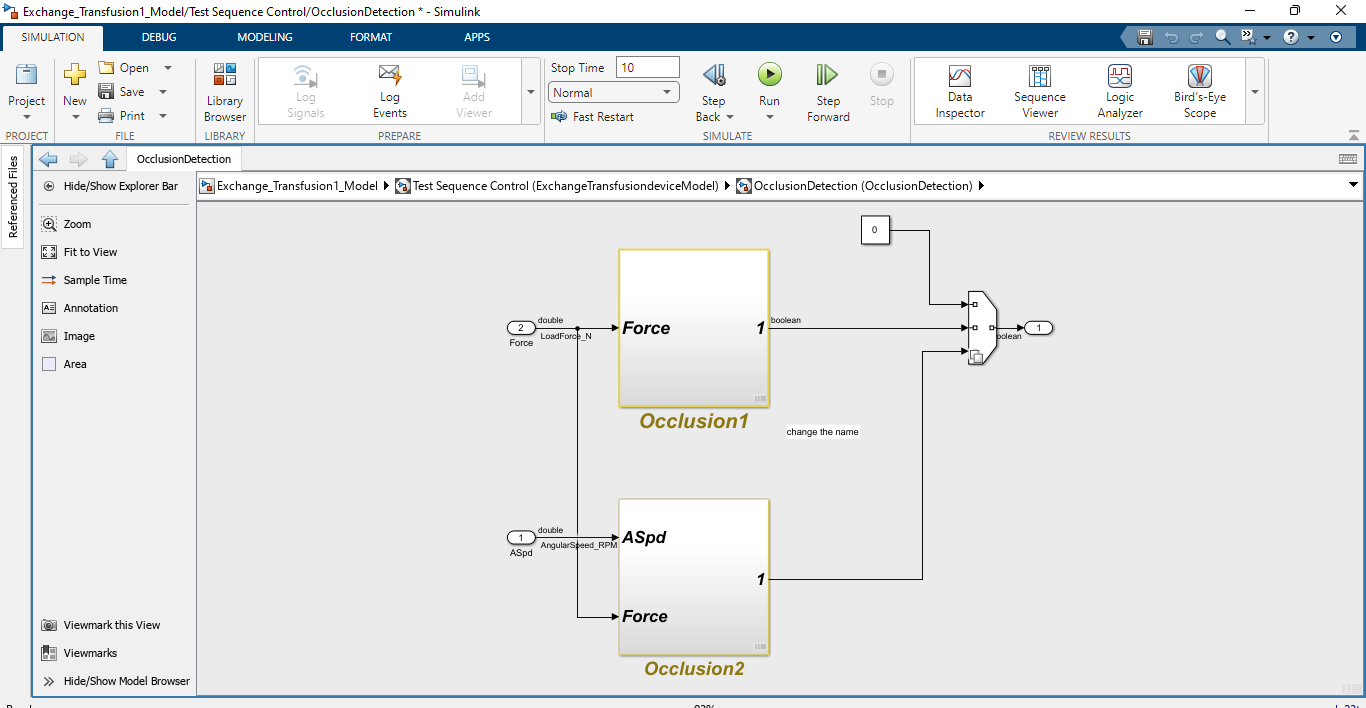 Exchange_Transfusion1_Model/Test Sequence Control/OcclusionDetection * - Simulink
SIMULATION DEBUG MODELING FORMAT APPS
Project
PROJECT
New
Open
Save
Print
FILE
Library
Browser
LIBRARY
Log
Signals
Log
Events
Add
Viewer
PREPARE
Stop Time 10
Normal
Fast Restart
Step
Back
Run
Step
Forward
Stop
SIMULATE
Data
Inspector
Sequence
Viewer
Logic
Analyzer
Bird's-Eye
Scope
REVIEW RESULTS
Referenced Files
OcclusionDetection
Hide/Show Explorer Bar
Exchange_Transfusion1_Model Test Sequence Control (ExchangeTransfusiondeviceModel) OcclusionDetection (OcclusionDetection)
Zoom
Fit to View
Sample Time
Annotation
Image
Area
Viewmark this View
Viewmarks
Hide/Show Model Browser
0
2
Force
double
LoadForce_N
Force 1
boolean
Occlusion1
1
oolean
change the name
1
ASpd
double
AngularSpeed_RPM
ASpd
1
Force
Occlusion2